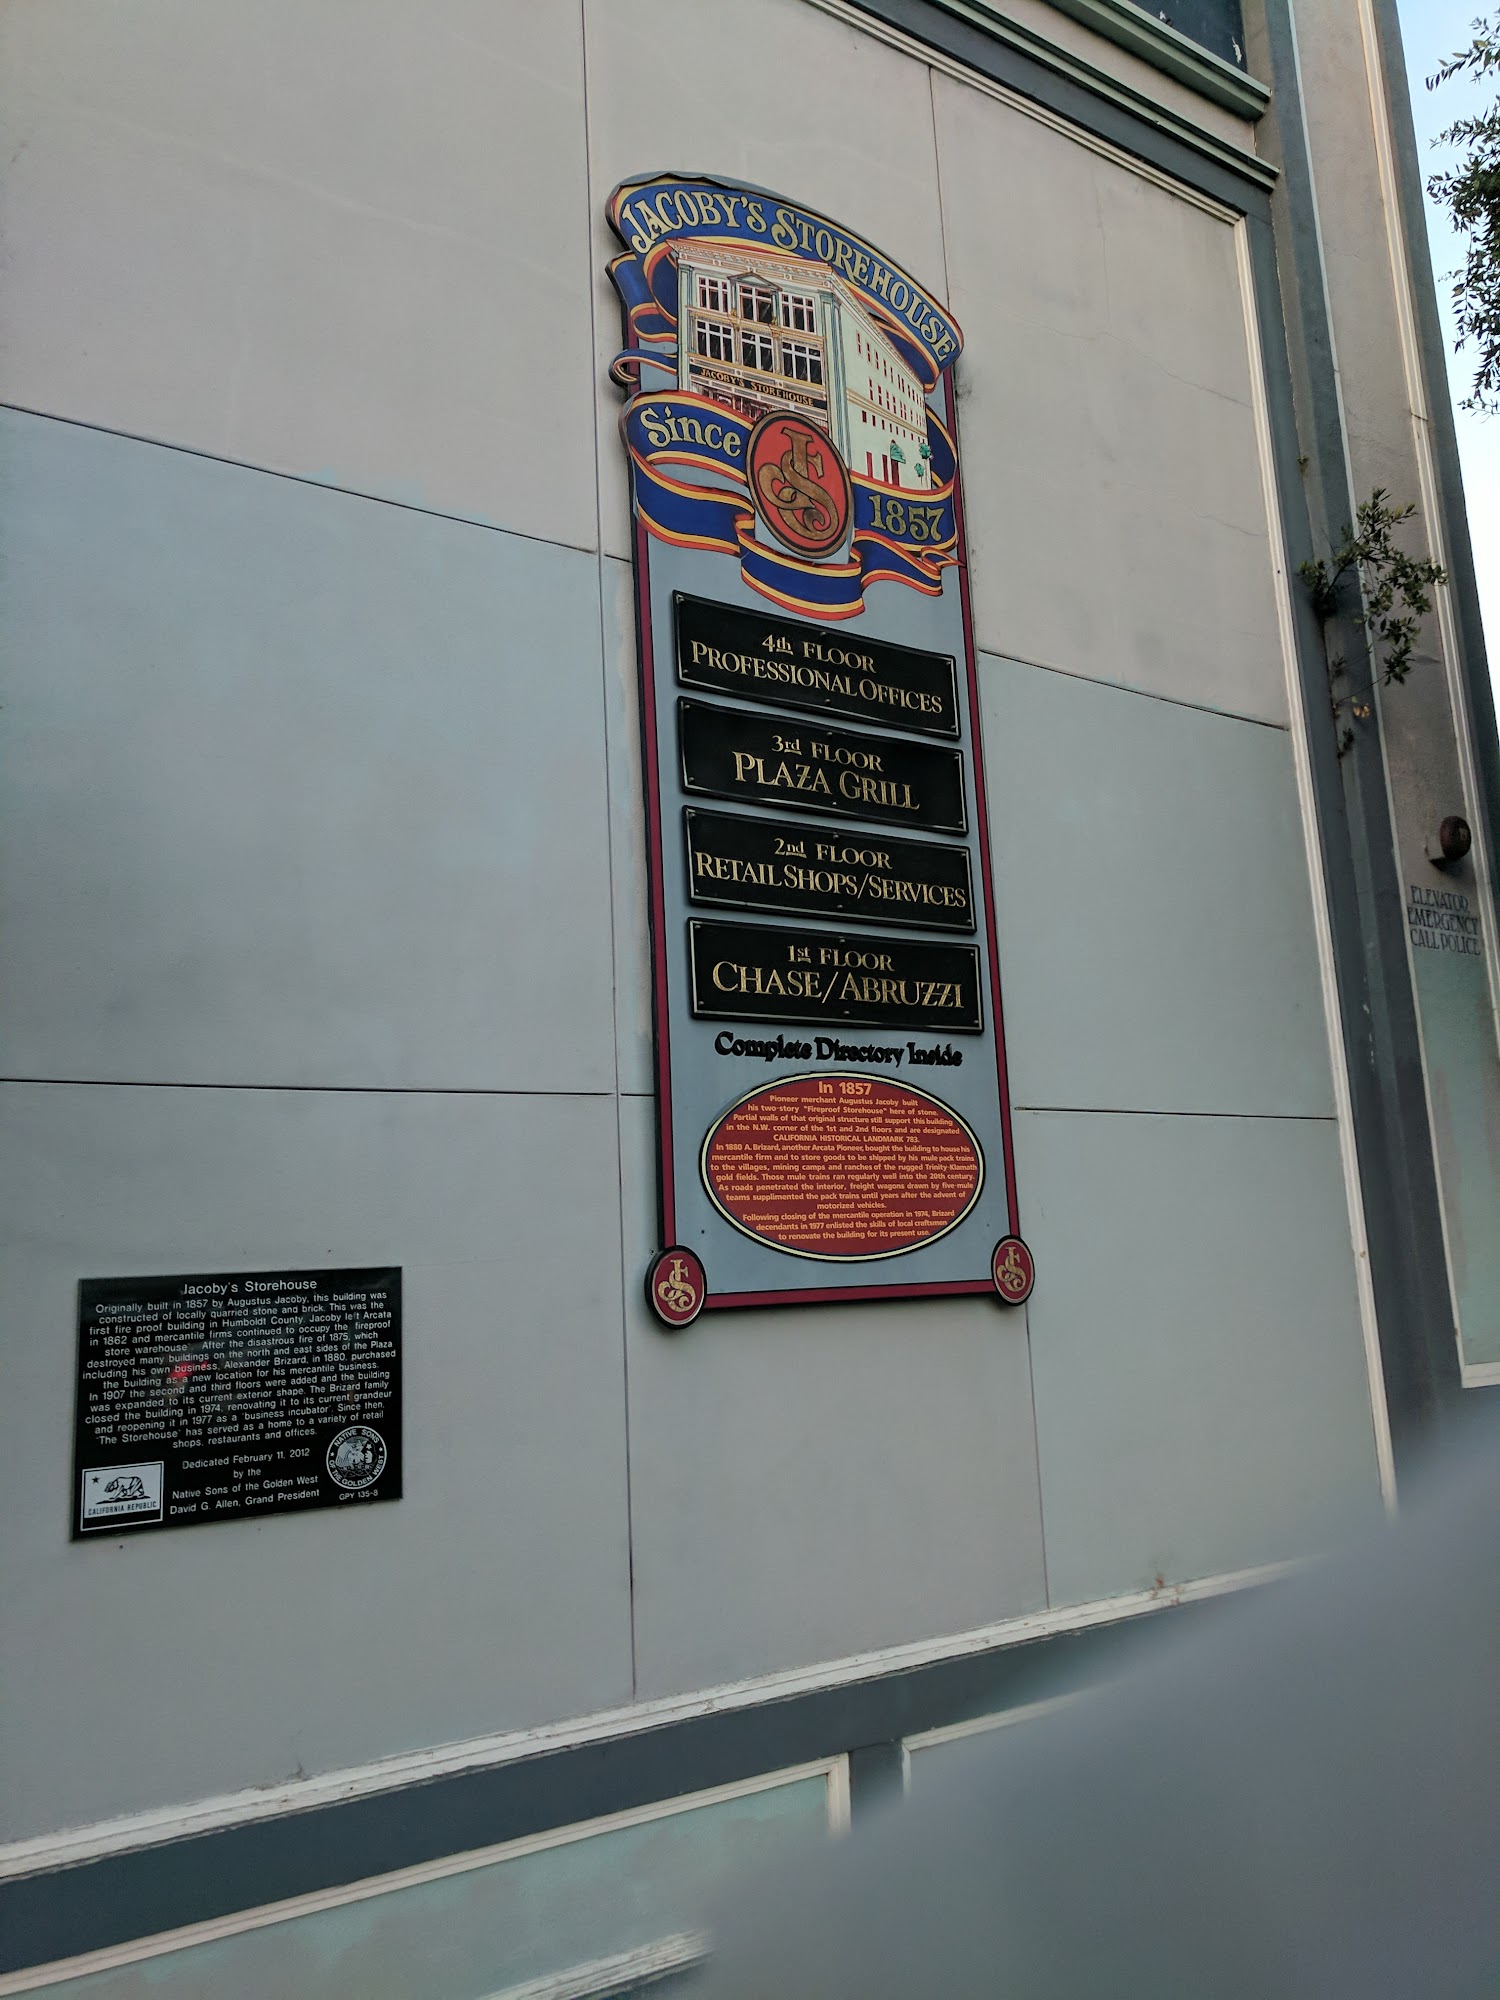 JACOBY'S STOREHOUSE
JACOBY'S STOREHOUSE
Since
JS
1857
4th FLOOR
PROFESSIONAL OFFICES
3rd FLOOR
PLAZA GRILL
2nd FLOOR
RETAIL SHOPS/SERVICES
1st FLOOR
CHASE/ABRUZZI
Complete Directory Inside
In 1857
Pioneer merchant Augustus Jacoby built
his two-story "Fireproof Storehouse" here of stone.
Partial walls of that original structure still support this building
in the N.W. corner of the 1st and 2nd floors and are designated
CALIFORNIA HISTORICAL LANDMARK 783.
In 1880 A. Brizard, another Arcata Pioneer, bought the building to house his
mercantile firm and to store goods to be shipped by his mule pack trains
to the villages, mining camps and ranches of the rugged Trinity-Klamath
gold fields. Those mule trains ran regularly well into the 20th century.
As roads penetrated the interior, freight wagons drawn by five-mule
teams supplimented the pack trains until years after the advent of
motorized vehicles.
Following closing of the mercantile operation in 1974, Brizard
decendants in 1977 enlisted the skills of local craftsmen
to renovate the building for its present use.
JS
JS
ELEVATOR
EMERGENCY
CALL POLICE
Jacoby's Storehouse
Originally built in 1857 by Augustus Jacoby, this building was
constructed of locally quarried stone and brick. This was the
first fire proof building in Humboldt County. Jacoby left Arcata
in 1862 and mercantile firms continued to occupy the 'fireproof
store warehouse'. After the disastrous fire of 1875, which
destroyed many buildings on the north and east sides of the Plaza
including his own business, Alexander Brizard, in 1880, purchased
the building as a new location for his mercantile business.
In 1907 the second and third floors were added and the building
was expanded to its current exterior shape. The Brizard family
closed the building in 1974, renovating it to its current grandeur
and reopening it in 1977 as a 'business incubator'. Since then,
'The Storehouse' has served as a home to a variety of retail
shops, restaurants and offices.
Dedicated February 11, 2012
by the
Native Sons of the Golden West
David G. Allen, Grand President
CALIFORNIA REPUBLIC
NATIVE SONS
OF THE GOLDEN WEST
GPY 135-8